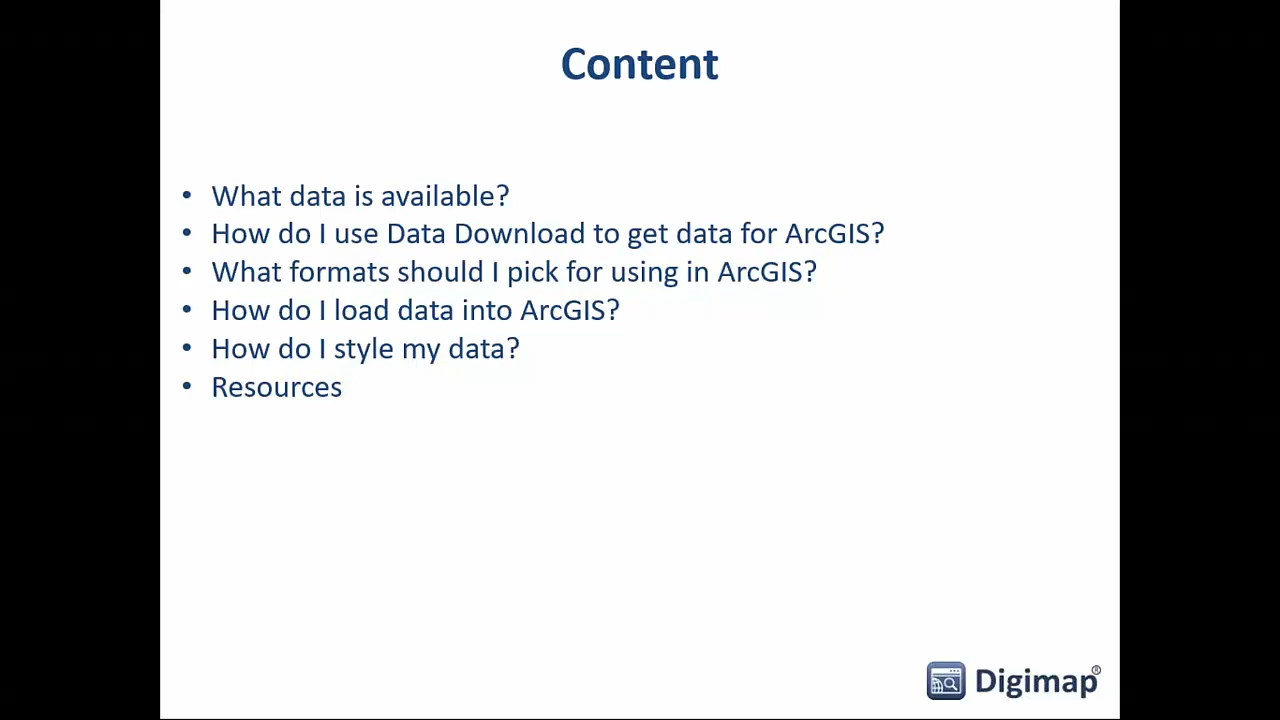 Content
• What data is available?
• How do I use Data Download to get data for ArcGIS?
• What formats should I pick for using in ArcGIS?
• How do I load data into ArcGIS?
• How do I style my data?
• Resources
Digimap®